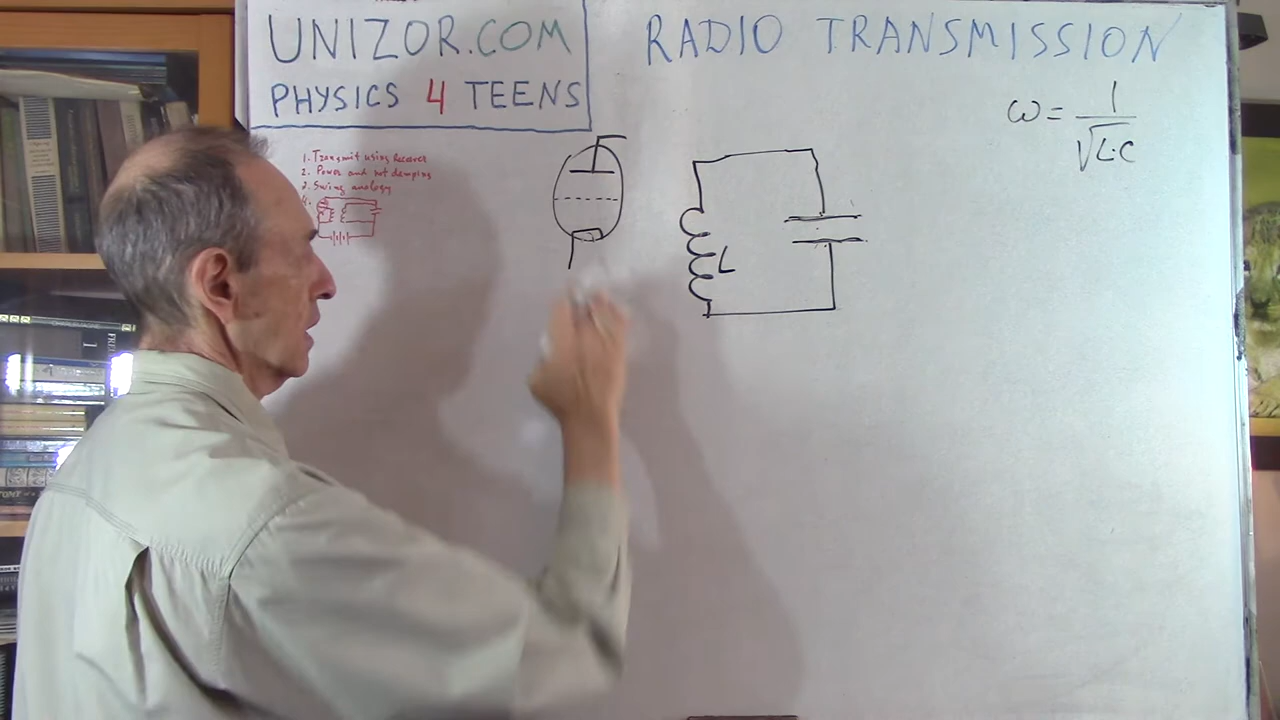 UNIZOR.COM
PHYSICS 4 TEENS
RADIO TRANSMISSION
ω = 1/√L·C
1. Transmit using Receiver
2. Power and not damping
3. Swing analogy
4.
L